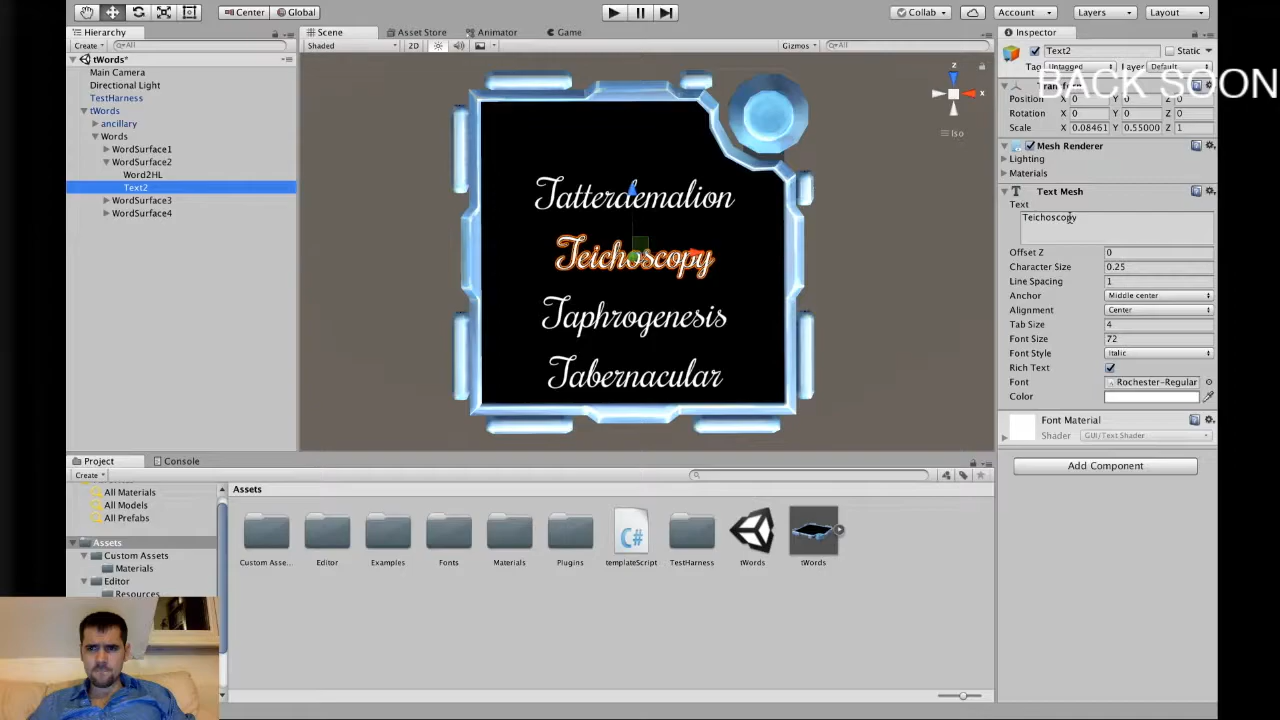 Center Global Collab Account Layers Layout
Hierarchy Scene Asset Store Animator Game Inspector
Create All Shaded 2D Gizmos All Text2 Static
tWords* Tag Untagged Layer Default
BACK SOON
Main Camera
Directional Light
TestHarness
tWords
ancillary
Words
WordSurface1
WordSurface2
Word2HL
Text2
WordSurface3
WordSurface4
z
x
Iso
Tatterdemalion
Teichoscopy
Taphrogenesis
Tabernacular
Position X 0 Y 0 Z 0
Rotation X 0 Y 0 Z 0
Scale X 0.08461 Y 0.55000 Z 1
Mesh Renderer
Lighting
Materials
Text Mesh
Text
Teichoscopy
Offset Z 0
Character Size 0.25
Line Spacing 1
Anchor Middle center
Alignment Center
Tab Size 4
Font Size 72
Font Style Italic
Rich Text
Font Rochester-Regular
Color
Font Material
Shader GUI/Text Shader
Add Component
Project Console
Create
All Materials
All Models
All Prefabs
Assets
Custom Assets
Materials
Editor
Resources
Assets
Custom Asse... Editor Examples Fonts Materials Plugins templateScript TestHarness tWords tWords
C#